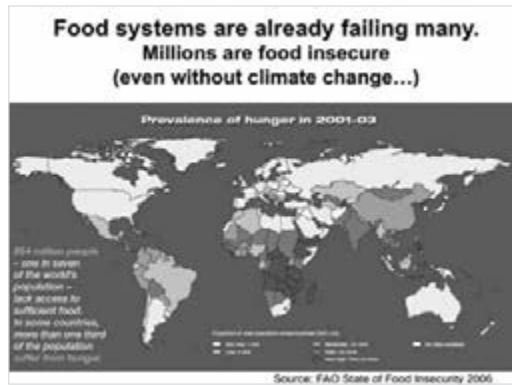 Food systems are already failing many.
Millions are food insecure
(even without climate change...)
Prevalence of hunger in 2001-03
854 million people
– one in seven
of the world's
population –
lack access to
sufficient food.
In some countries,
more than one third
of the population
suffer from hunger.
Source: FAO State of Food Insecurity 2006